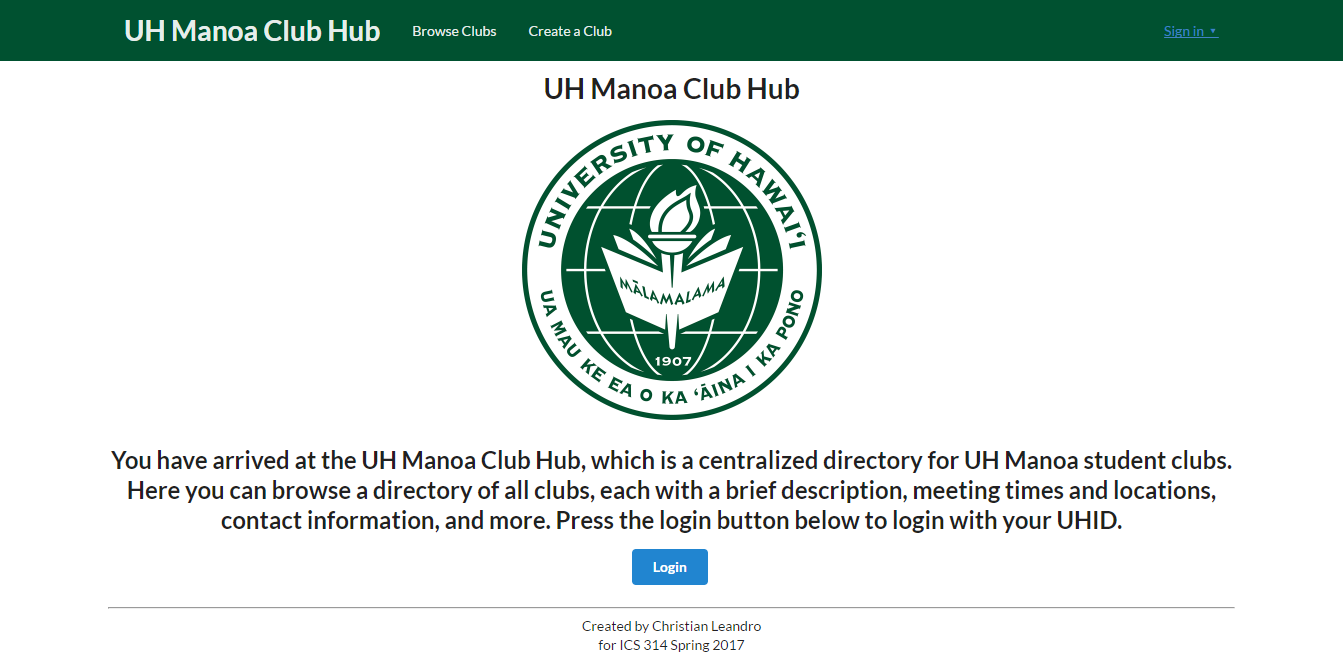 UH Manoa Club Hub
Browse Clubs
Create a Club
Sign in
UH Manoa Club Hub
UNIVERSITY OF HAWAIʻI
MĀLAMALAMA
1907
UA MAU KE EA O KA ʻĀINA I KA PONO
You have arrived at the UH Manoa Club Hub, which is a centralized directory for UH Manoa student clubs.
Here you can browse a directory of all clubs, each with a brief description, meeting times and locations,
contact information, and more. Press the login button below to login with your UHID.
Login
Created by Christian Leandro
for ICS 314 Spring 2017